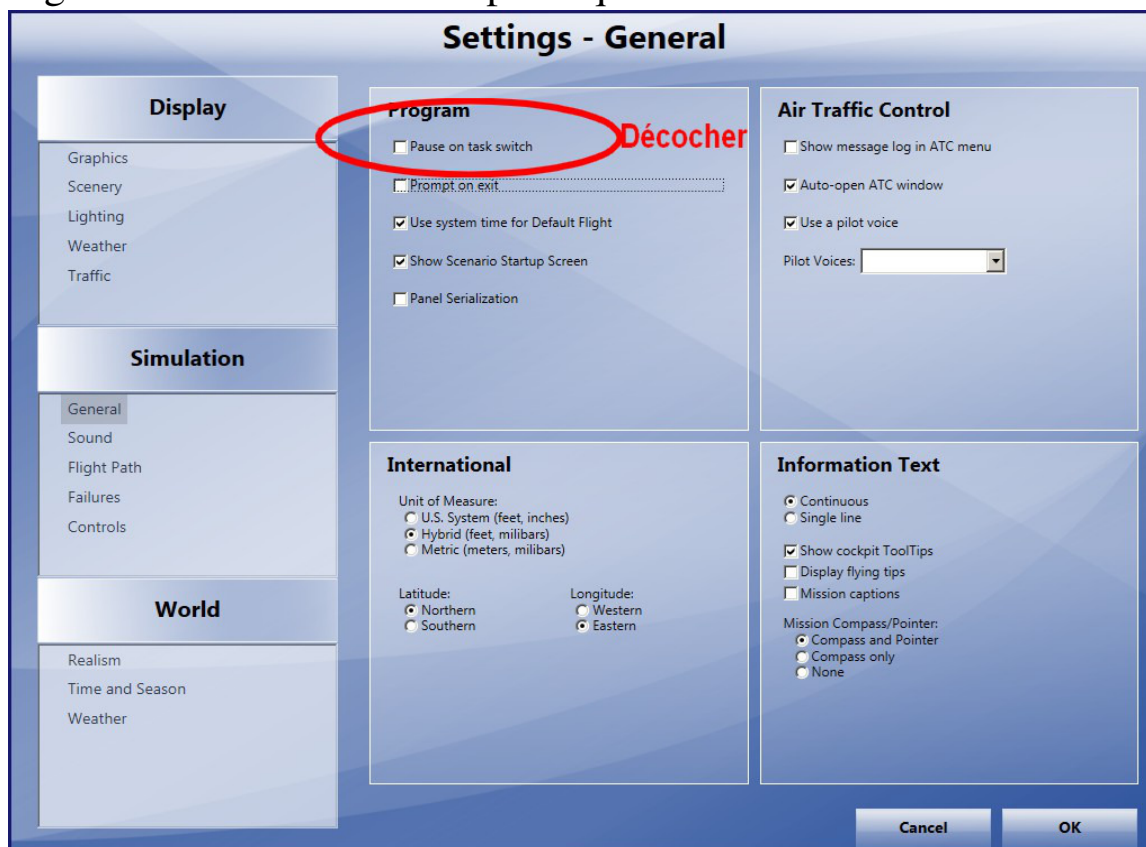 Settings - General
Display
Graphics
Scenery
Lighting
Weather
Traffic
Simulation
General
Sound
Flight Path
Failures
Controls
World
Realism
Time and Season
Weather
Program
Pause on task switch
Décocher
Prompt on exit
Use system time for Default Flight
Show Scenario Startup Screen
Panel Serialization
Air Traffic Control
Show message log in ATC menu
Auto-open ATC window
Use a pilot voice
Pilot Voices:
International
Unit of Measure:
U.S. System (feet, inches)
Hybrid (feet, milibars)
Metric (meters, milibars)
Latitude: Longitude:
Northern Western
Southern Eastern
Information Text
Continuous
Single line
Show cockpit ToolTips
Display flying tips
Mission captions
Mission Compass/Pointer:
Compass and Pointer
Compass only
None
Cancel OK